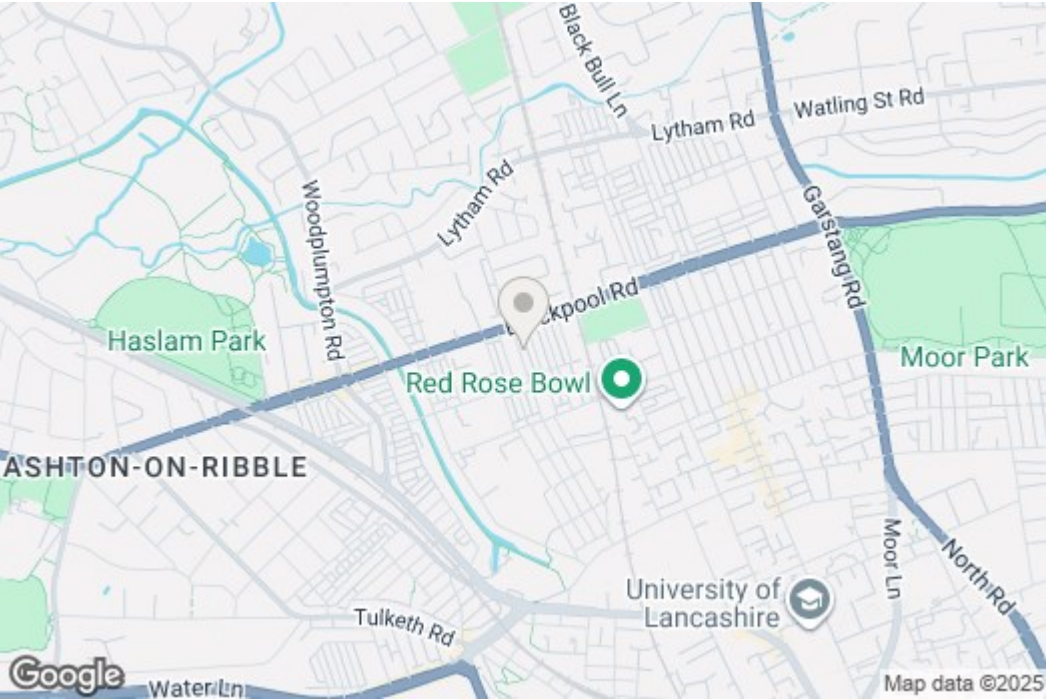 Black Bull Ln
Watling St Rd
Lytham Rd
Lytham Rd
Woodplumpton Rd
Garstang Rd
ckpool Rd
Haslam Park
Moor Park
Red Rose Bowl
ASHTON-ON-RIBBLE
Moor Ln
North Rd
University of
Lancashire
Tulketh Rd
Google
Water Ln
Map data ©2025